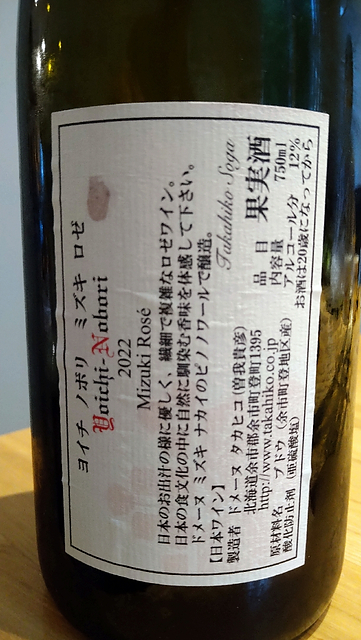 ヨイチ ノボリ ミズキ ロゼ
Yoichi-Nobori
2022
Mizuki Rosé
日本のお出汁の様に優しく、繊細で複雑なロゼワイン。
日本の食文化の中に自然に馴染む香味を体感して下さい。
ドメーヌ ミズキ ナカイのピノノワールで醸造。
Takahiko Soga
【日本ワイン】
品目 果実酒
製造者 ドメーヌ タカヒコ(曽我貴彦)
内容量 750ml
北海道余市郡余市町登町1395
アルコール分 12%
http://www.takahiko.co.jp
お酒は20歳になってから
原材料名 ブドウ(余市町登地区産)
酸化防止剤(亜硫酸塩)